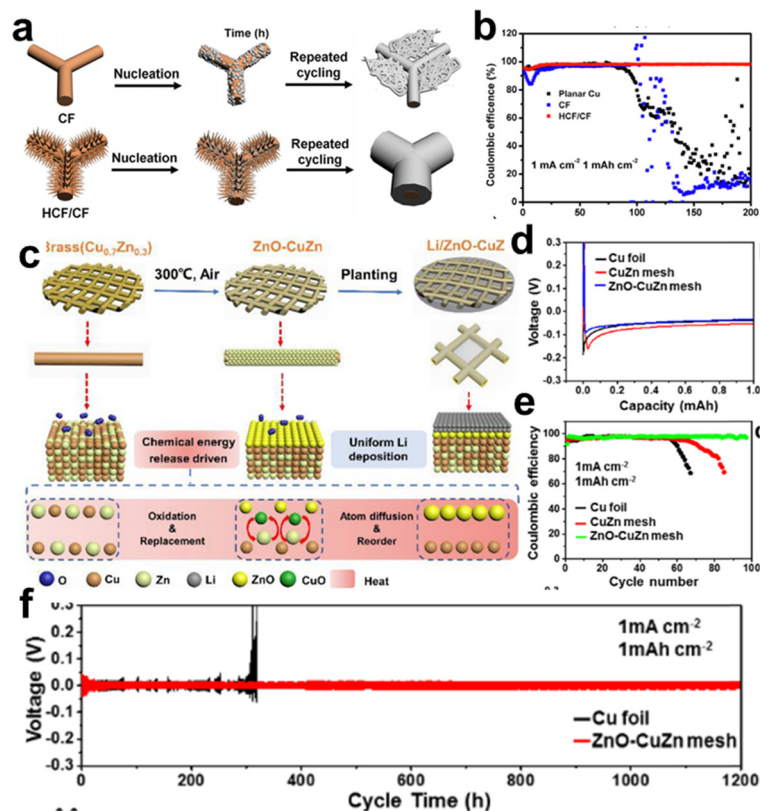 a
Time (h)
Nucleation
Repeated
cycling
CF
Nucleation
Repeated
cycling
HCF/CF
b
Coulombic efficence (%)
120
100
80
60
40
20
0
Planar Cu
CF
HCF/CF
1 mA cm-2 1 mAh cm-2
0 50 100 150 200
c
Brass(Cu0.7Zn0.3)
ZnO-CuZn
Li/ZnO-CuZ
300℃, Air
Planting
Chemical energy
release driven
Uniform Li
deposition
Oxidation
&
Replacement
Atom diffusion
&
Reorder
O Cu Zn Li ZnO CuO Heat
d
Voltage (V)
0.3
0.2
0.1
0.0
-0.1
-0.2
-0.3
Cu foil
CuZn mesh
ZnO-CuZn mesh
0.0 0.2 0.4 0.6 0.8 1.0
Capacity (mAh)
e
Coulombic efficiency
120
100
80
60
40
20
0
1mA cm-2
1mAh cm-2
Cu foil
CuZn mesh
ZnO-CuZn mesh
0 20 40 60 80 100
Cycle number
f
Voltage (V)
0.3
0.2
0.1
0.0
-0.1
-0.2
-0.3
1mA cm-2
1mAh cm-2
Cu foil
ZnO-CuZn mesh
0 200 400 600 800 1000 1200
Cycle Time (h)